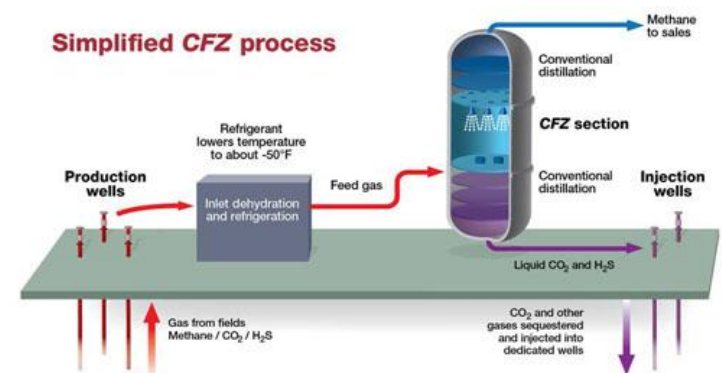 Simplified CFZ process
Methane
to sales
Conventional
distillation
CFZ section
Conventional
distillation
Refrigerant
lowers temperature
to about -50°F
Production
wells
Inlet dehydration
and refrigeration
Feed gas
Injection
wells
Liquid CO₂ and H₂S
Gas from fields
Methane / CO₂ / H₂S
CO₂ and other
gases sequestered
and injected into
dedicated wells